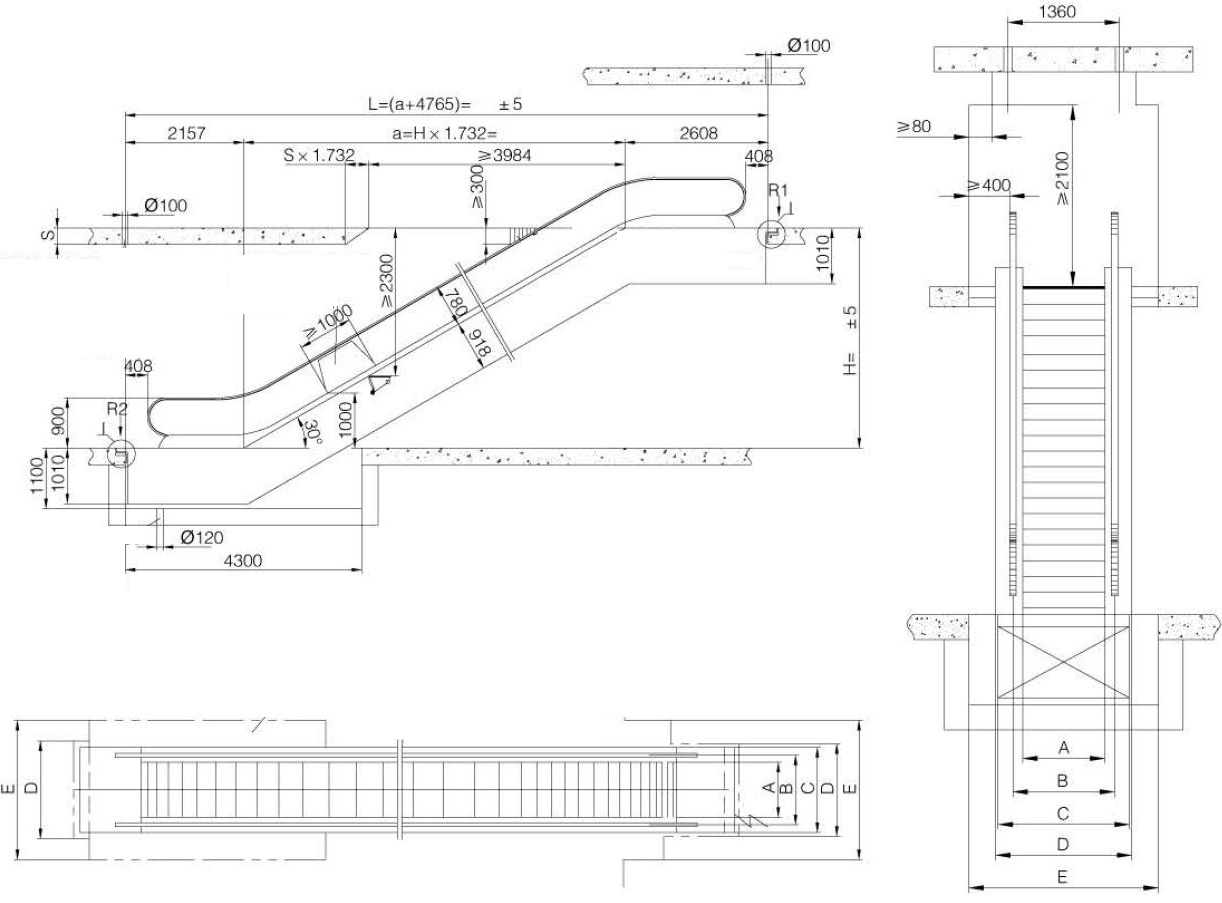 1360
Ø100
L=(a+4765)= ±5
2157
a=H×1.732=
2608
≥80
S×1.732
≥3984
408
≥300
≥2100
≥400
R1
Ø100
S
I
1010
≥2300
780
≥1000
918
H= ±5
408
900
R2
I
1000
30°
1100
1010
Ø120
4300
A
B
C
D
E
E
D
A
B
C
D
E